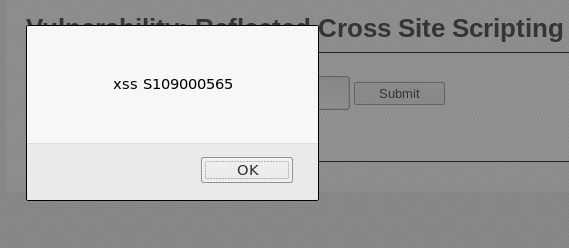 Vulnerability: Reflected Cross Site Scripting
xss S109000565
Submit
OK